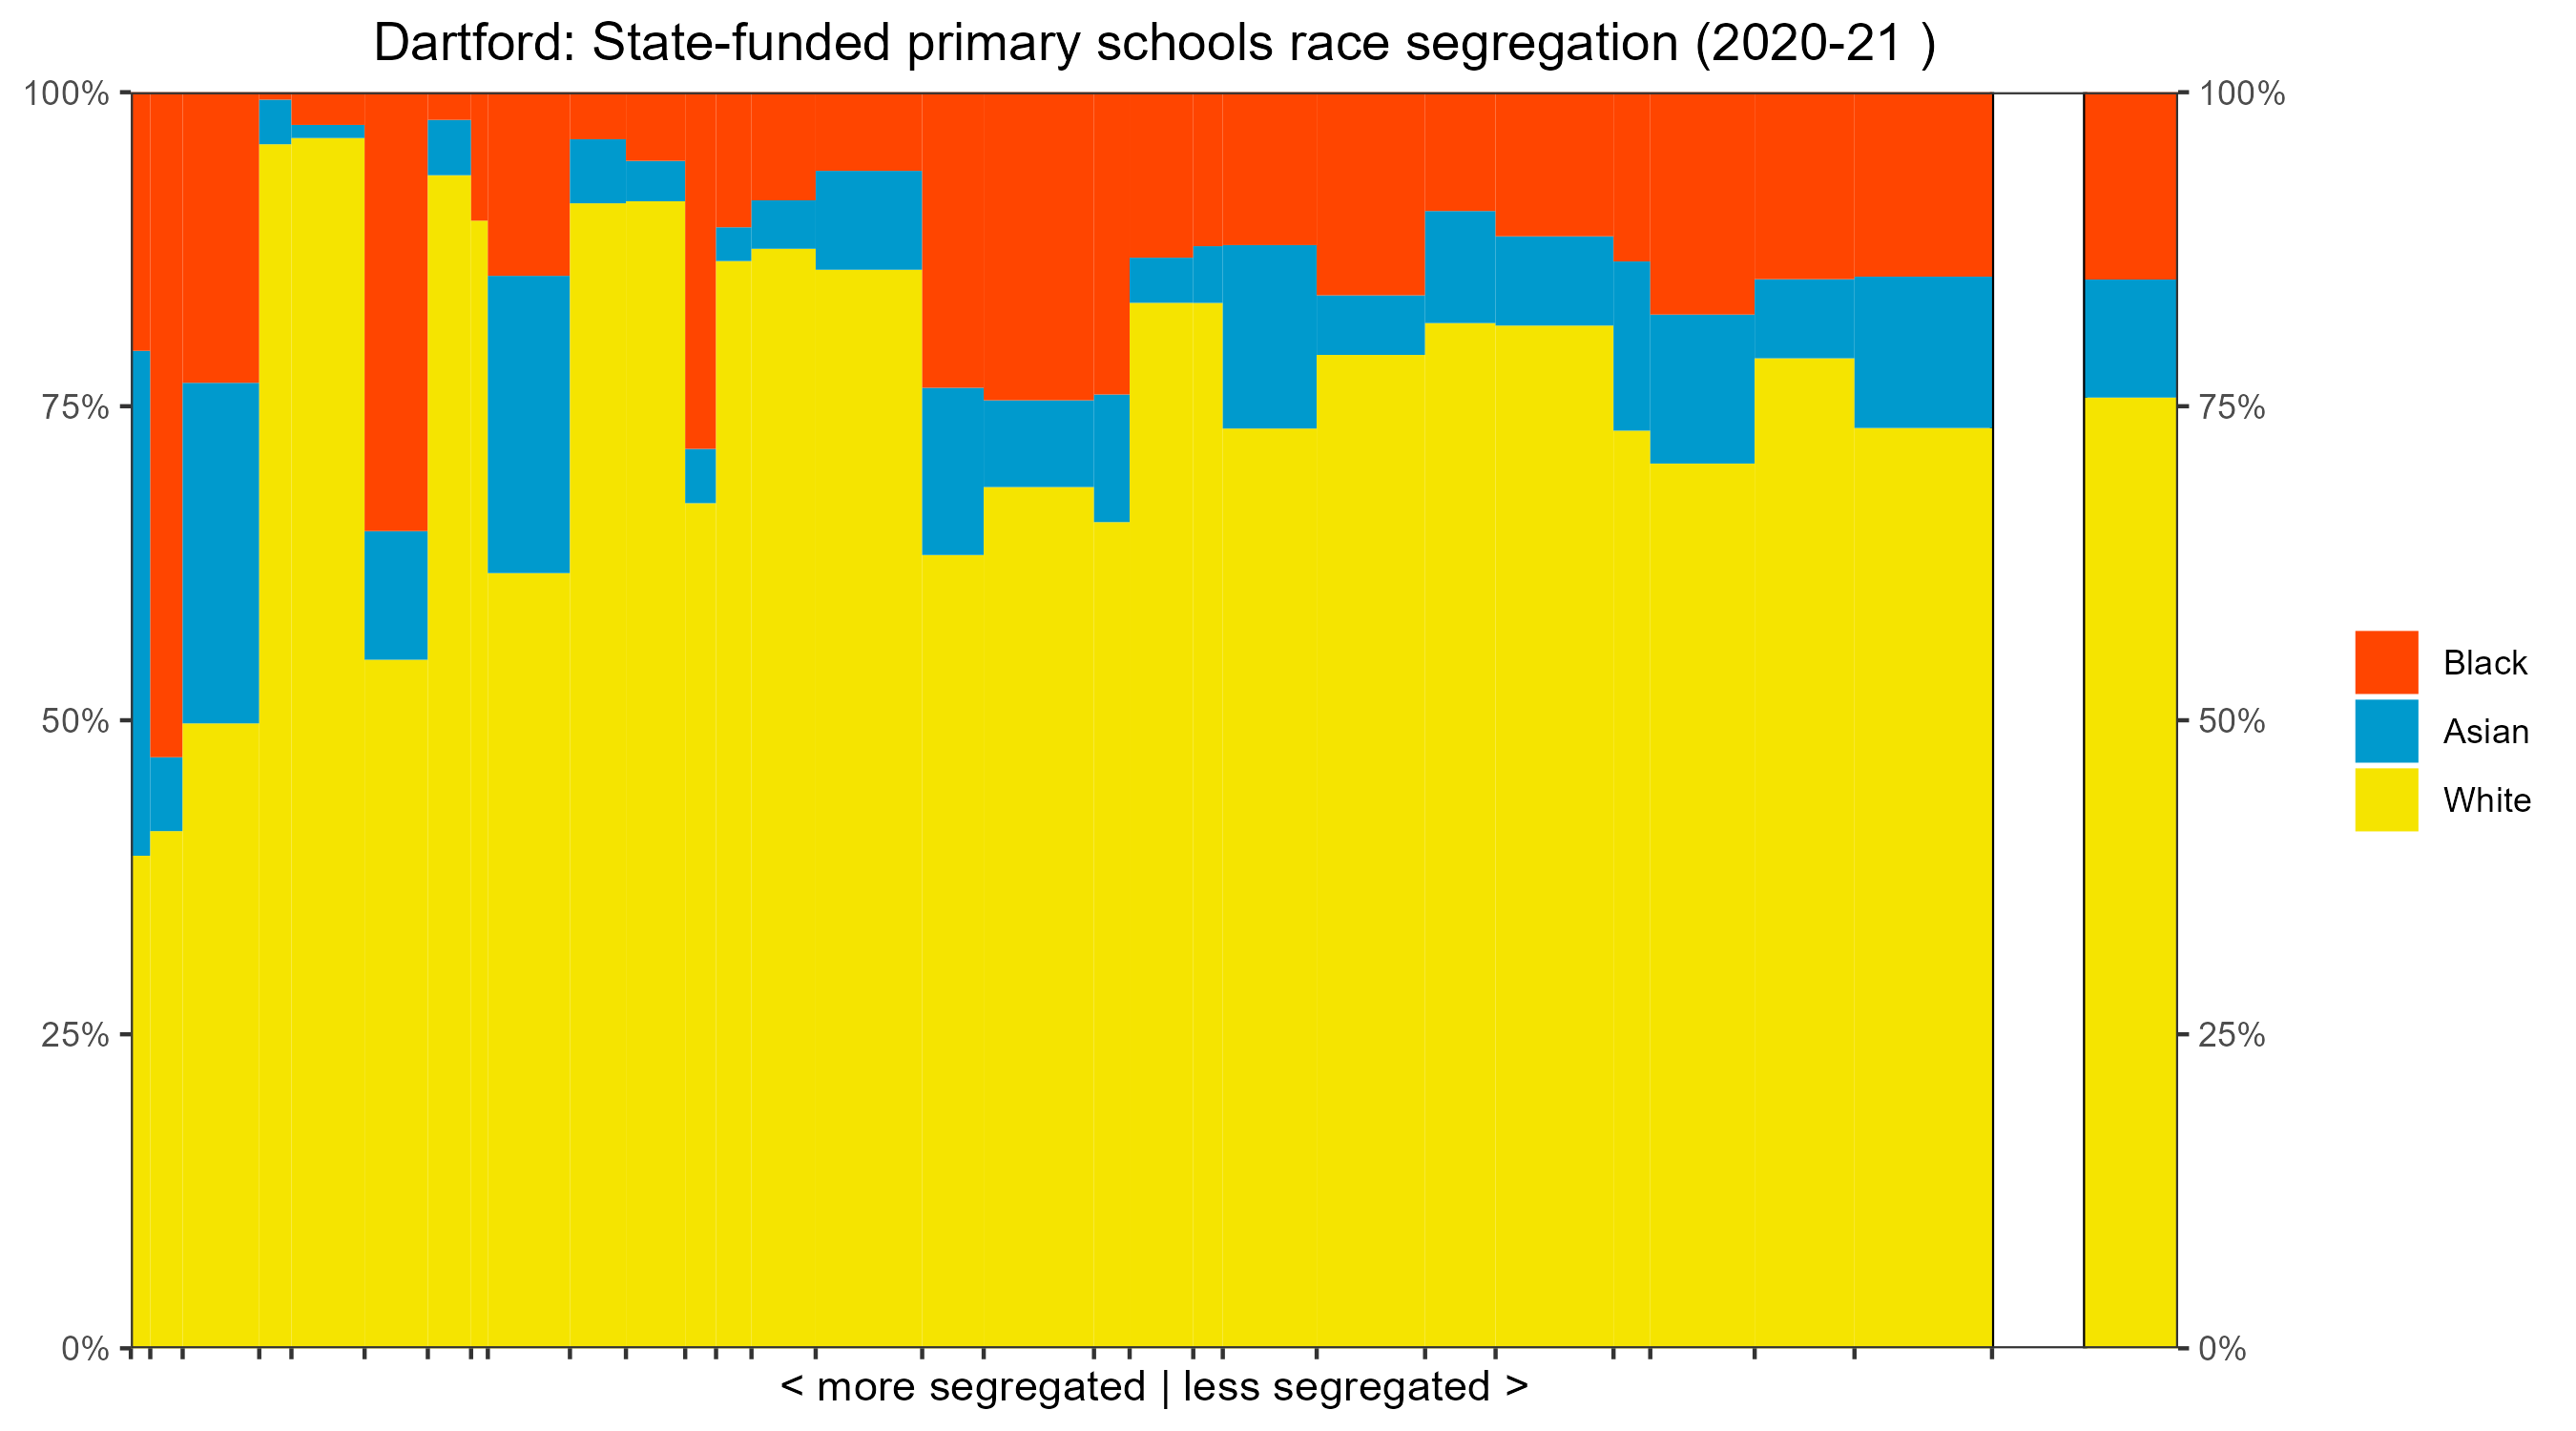 Dartford: State-funded primary schools race segregation (2020-21 )
100%
75%
50%
25%
0%
100%
75%
50%
25%
0%
Black
Asian
White
< more segregated | less segregated >